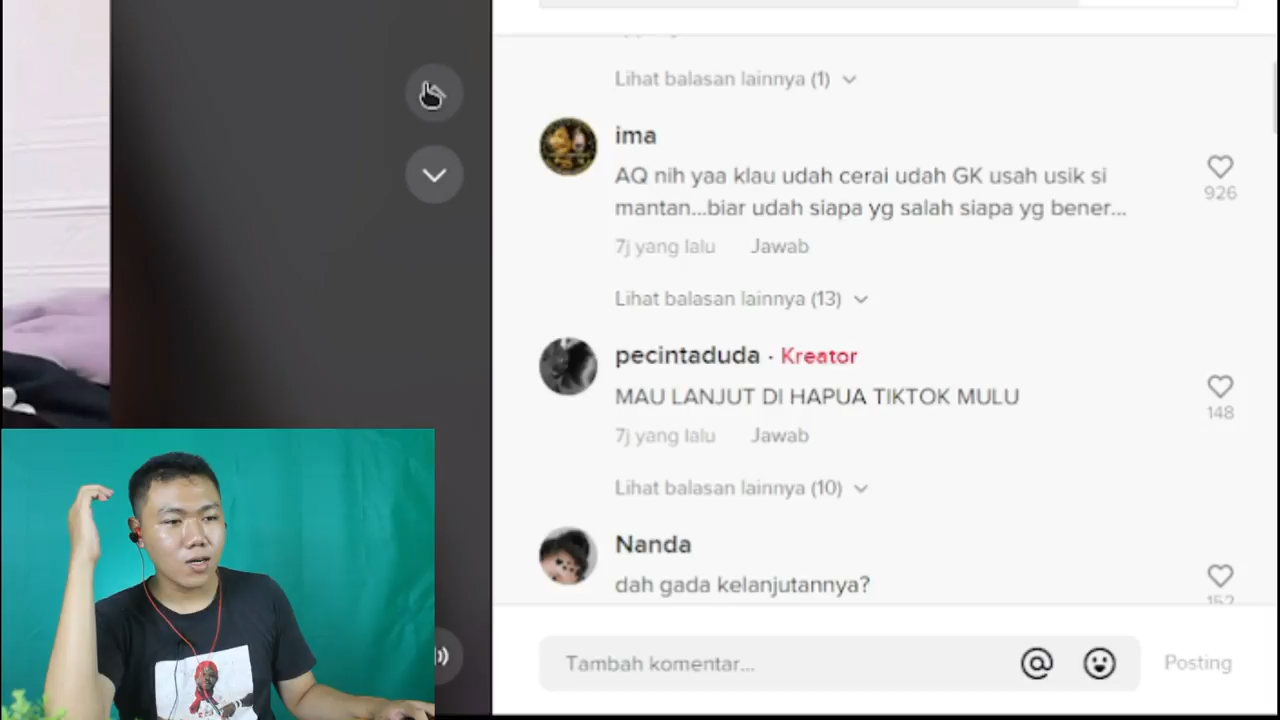 Lihat balasan lainnya (1)
ima
AQ nih yaa klau udah cerai udah GK usah usik si
mantan...biar udah siapa yg salah siapa yg bener...
926
7j yang lalu Jawab
Lihat balasan lainnya (13)
pecintaduda · Kreator
MAU LANJUT DI HAPUA TIKTOK MULU
148
7j yang lalu Jawab
Lihat balasan lainnya (10)
Nanda
dah gada kelanjutannya?
152
Tambah komentar... @ Posting